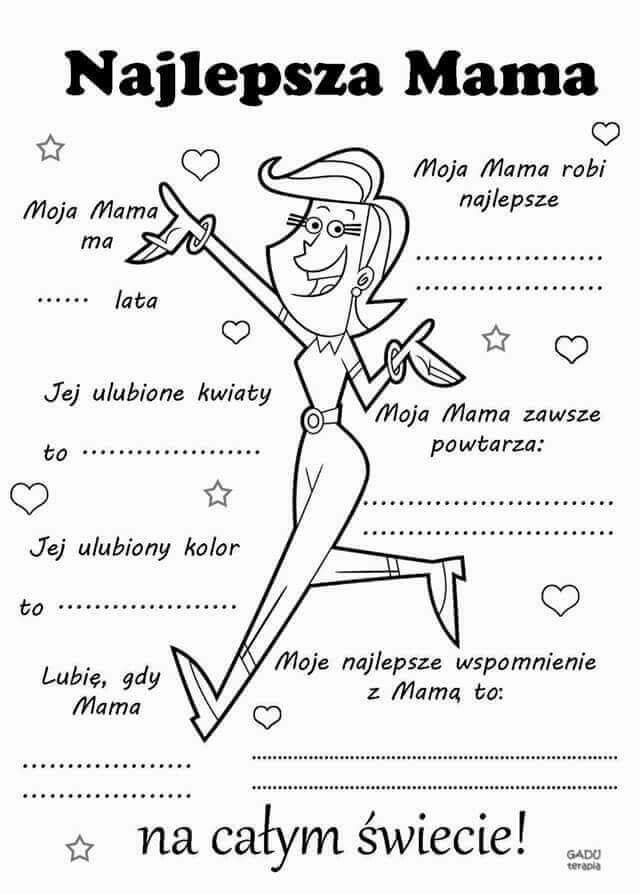 Najlepsza Mama
Moja Mama
ma
...... lata
Jej ulubione kwiaty
to ....................
Jej ulubiony kolor
to ....................
Lubię, gdy
Mama
...................
...................
Moja Mama robi
najlepsze
.....................
.....................
Moja Mama zawsze
powtarza:
............................
............................
Moje najlepsze wspomnienie
z Mamą to:
............................................................
............................................................
na całym świecie!
GADU
terapia